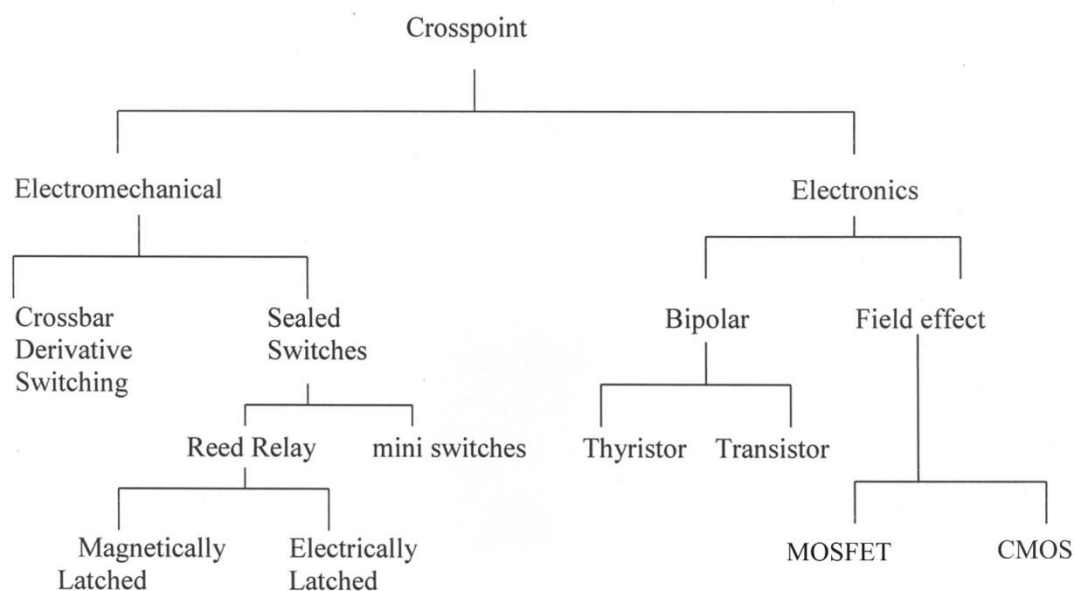 Crosspoint
Electromechanical
Electronics
Crossbar
Derivative
Switching
Sealed
Switches
Bipolar
Field effect
Reed Relay
mini switches
Thyristor
Transistor
Magnetically
Latched
Electrically
Latched
MOSFET
CMOS